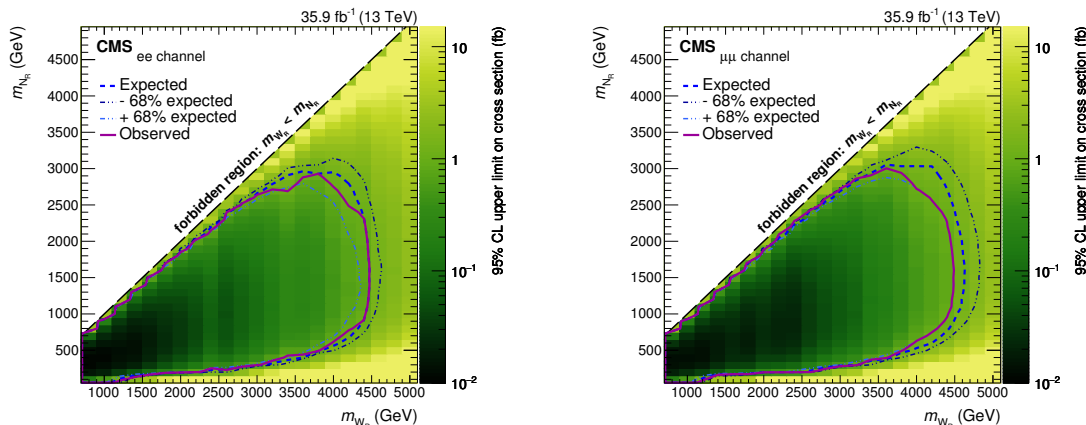 35.9 fb⁻¹ (13 TeV)
CMS
ee channel
Expected
- 68% expected
+ 68% expected
Observed
forbidden region: m_{W_R} < m_{N_R}
m_{N_R} (GeV)
4500
4000
3500
3000
2500
2000
1500
1000
500
1000 1500 2000 2500 3000 3500 4000 4500 5000
m_{W_R} (GeV)
10
1
10⁻¹
10⁻²
95% CL upper limit on cross section (fb)
35.9 fb⁻¹ (13 TeV)
CMS
μμ channel
Expected
- 68% expected
+ 68% expected
Observed
forbidden region: m_{W_R} < m_{N_R}
m_{N_R} (GeV)
4500
4000
3500
3000
2500
2000
1500
1000
500
1000 1500 2000 2500 3000 3500 4000 4500 5000
m_{W_R} (GeV)
10
1
10⁻¹
10⁻²
95% CL upper limit on cross section (fb)